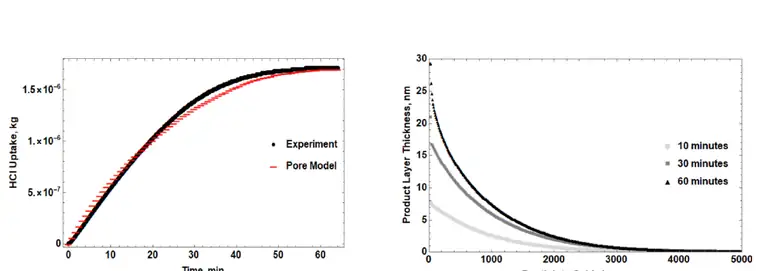 HCl Uptake, kg
1.5×10⁻⁶
1.×10⁻⁶
5.×10⁻⁷
0
0 10 20 30 40 50 60
Experiment
Pore Model
Product Layer Thickness, nm
30
25
20
15
10
5
0
0 1000 2000 3000 4000 5000
10 minutes
30 minutes
60 minutes